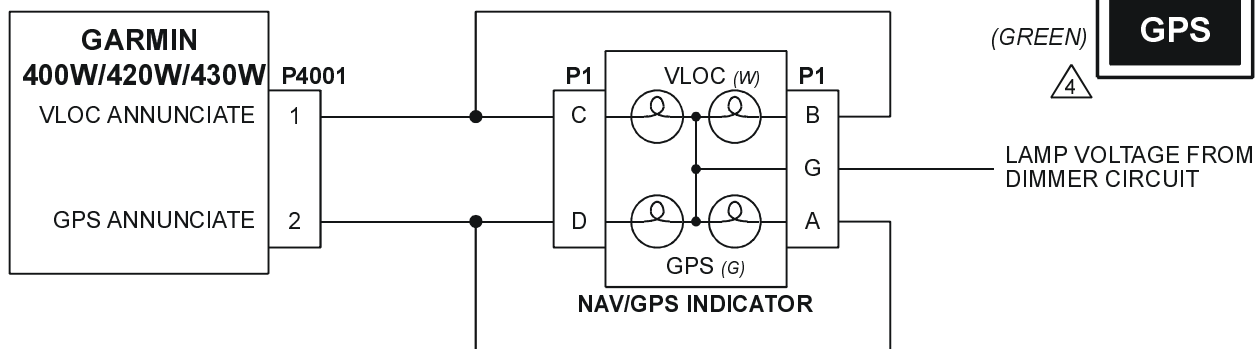 GARMIN
400W/420W/430W
P4001
VLOC ANNUNCIATE
1
GPS ANNUNCIATE
2
P1
VLOC (W)
P1
C
B
G
D
A
GPS (G)
NAV/GPS INDICATOR
(GREEN)
GPS
4
LAMP VOLTAGE FROM
DIMMER CIRCUIT